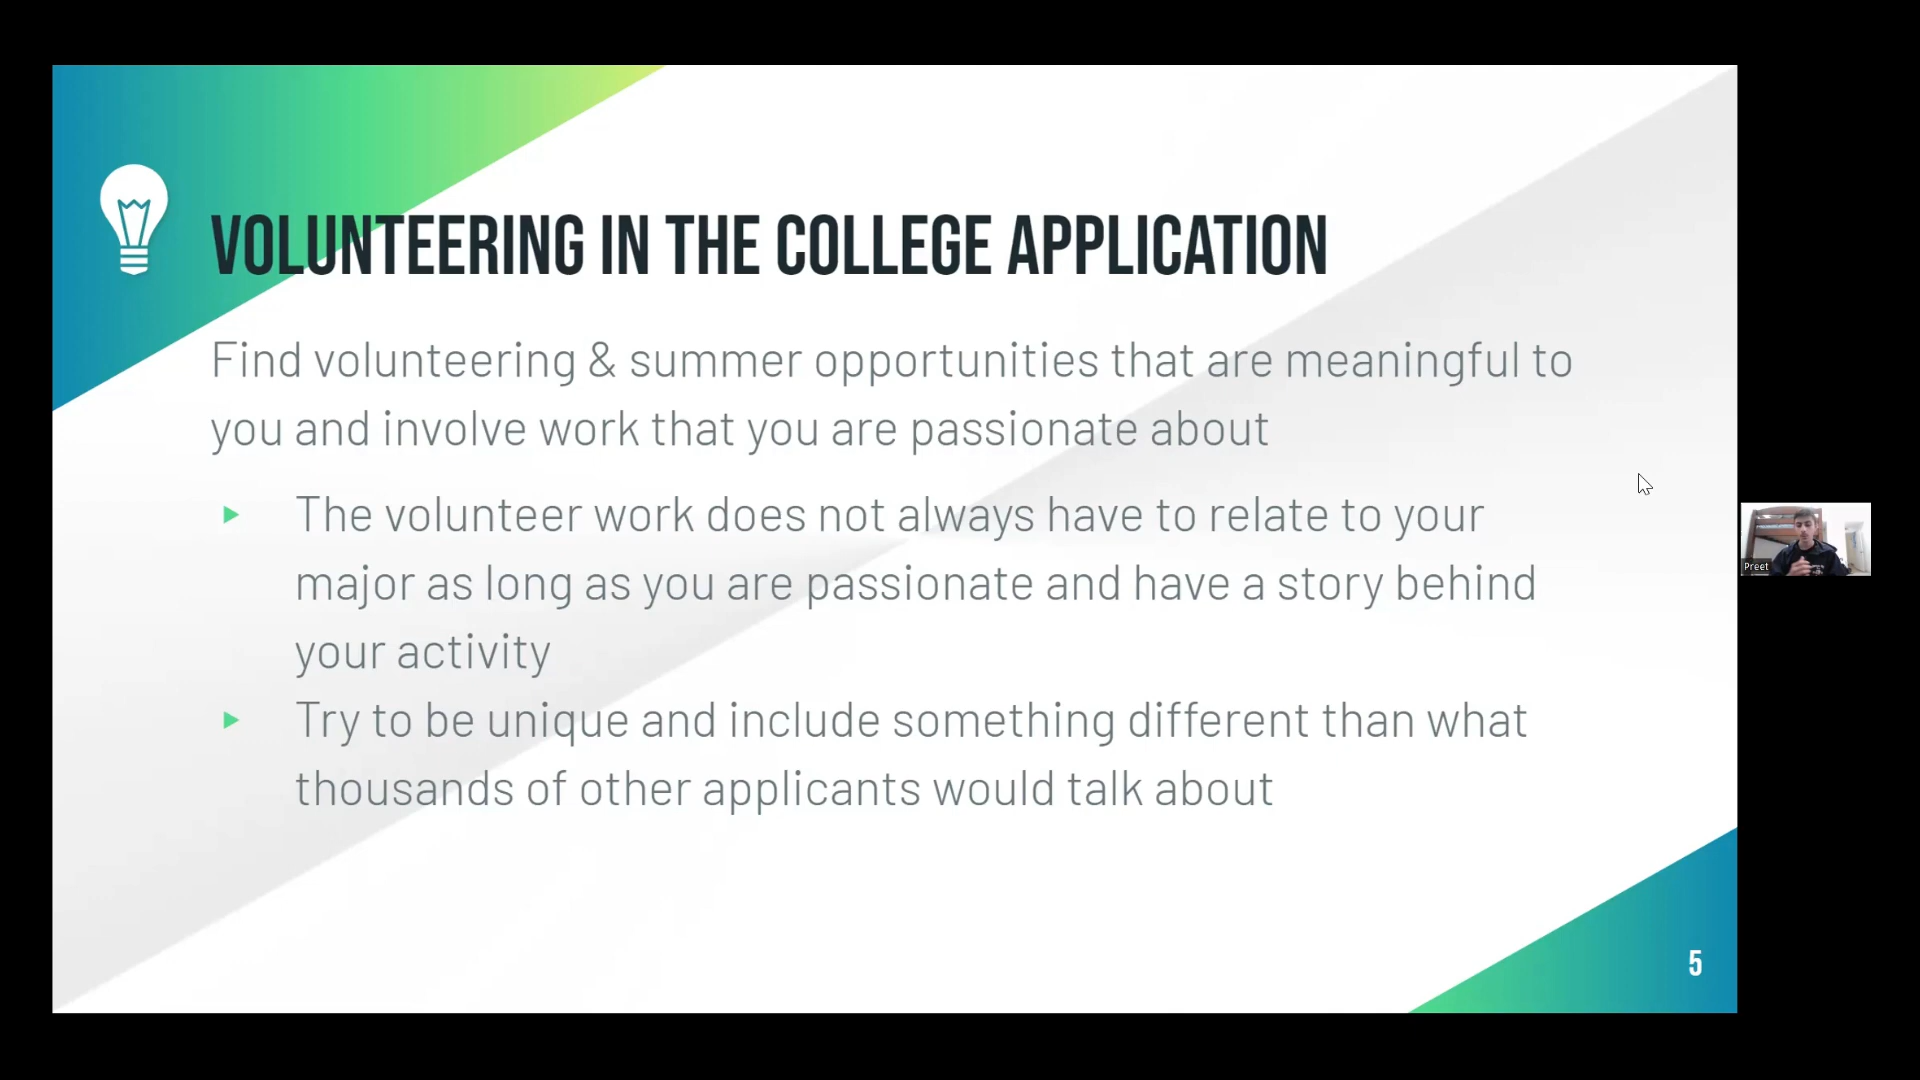 VOLUNTEERING IN THE COLLEGE APPLICATION
Find volunteering & summer opportunities that are meaningful to
you and involve work that you are passionate about
The volunteer work does not always have to relate to your
major as long as you are passionate and have a story behind
your activity
Try to be unique and include something different than what
thousands of other applicants would talk about
Preet
5